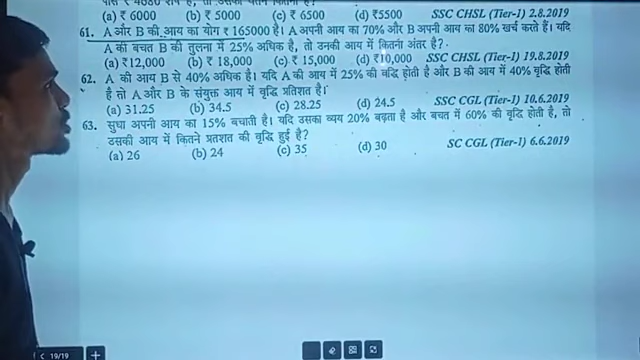 (a) ₹ 6000 (b) ₹ 5000 (c) ₹ 6500 (d) ₹5500 SSC CHSL (Tier-1) 2.8.2019
61. A और B की आय का योग ₹ 165000 है। A अपनी आय का 70% और B अपनी आय का 80% खर्च करते हैं। यदि
A की बचत B की तुलना में 25% अधिक है, तो उनकी आय में कितना अंतर है?
(a) ₹12,000 (b) ₹ 18,000 (c) ₹ 15,000 (d) ₹10,000 SSC CHSL (Tier-1) 19.8.2019
62. A की आय B से 40% अधिक है। यदि A की आय में 25% की वृद्धि होती है और B की आय में 40% वृद्धि होती
है तो A और B के संयुक्त आय में वृद्धि प्रतिशत है।
(a) 31.25 (b) 34.5 (c) 28.25 (d) 24.5 SSC CGL (Tier-1) 10.6.2019
63. सुधा अपनी आय का 15% बचाती है। यदि उसका व्यय 20% बढ़ता है और बचत में 60% की वृद्धि होती है, तो
उसकी आय में कितने प्रतशत की वृद्धि हुई है?
(a) 26 (b) 24 (c) 35 (d) 30 SC CGL (Tier-1) 6.6.2019
19/19